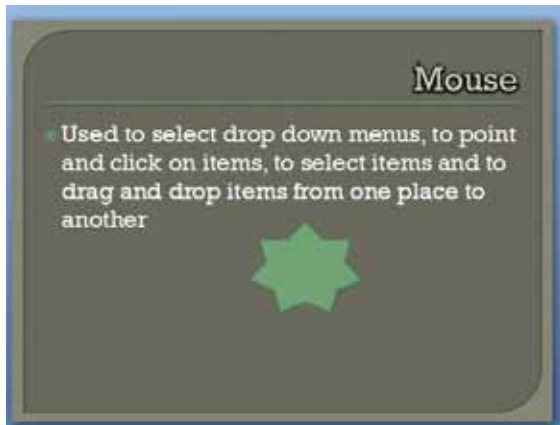 Mouse
Used to select drop down menus, to point
and click on items, to select items and to
drag and drop items from one place to
another